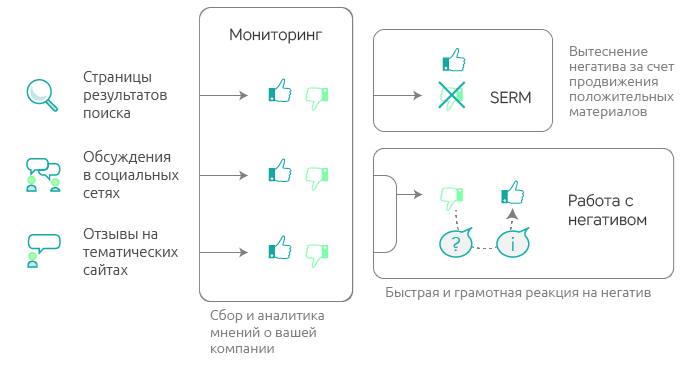 Мониторинг
Страницы
результатов
поиска
Обсуждения
в социальных
сетях
Отзывы на
тематических
сайтах
Сбор и аналитика
мнений о вашей
компании
SERM
Вытеснение
негатива за счет
продвижения
положительных
материалов
?
i
Работа с
негативом
Быстрая и грамотная реакция на негатив